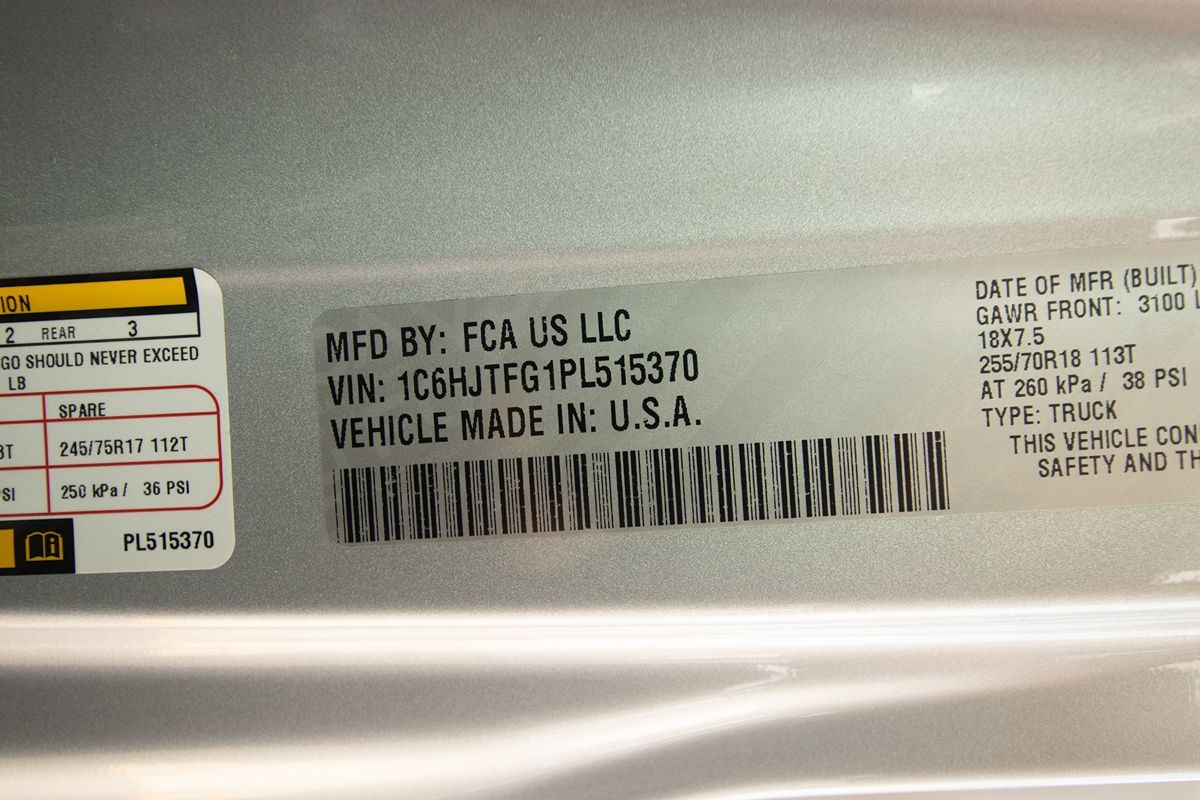 ION
2 REAR 3
GO SHOULD NEVER EXCEED
LB
SPARE
245/75R17 112T
PSI 250 kPa / 36 PSI
PL515370
MFD BY: FCA US LLC
VIN: 1C6HJTFG1PL515370
VEHICLE MADE IN: U.S.A.
DATE OF MFR (BUILT)
GAWR FRONT: 3100 L
18X7.5
255/70R18 113T
AT 260 kPa / 38 PSI
TYPE: TRUCK
THIS VEHICLE CON
SAFETY AND TH